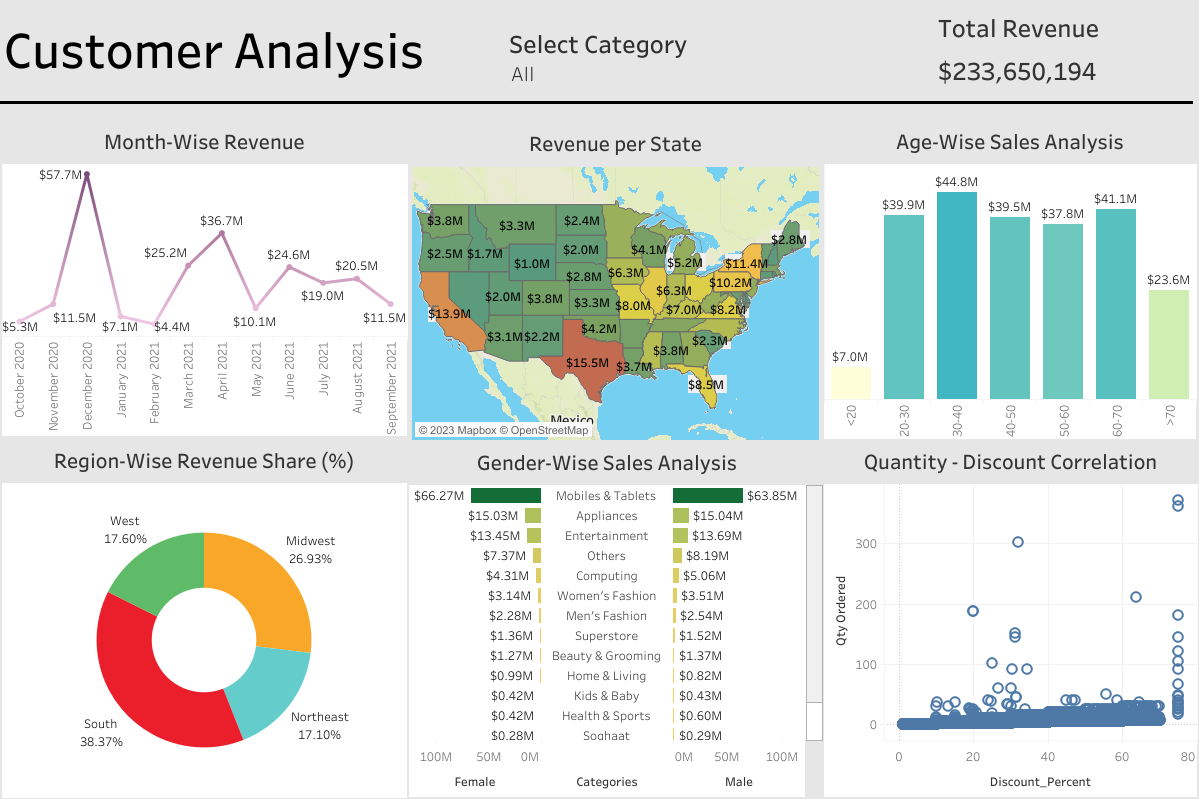 Customer Analysis
Select Category
All
Total Revenue
$233,650,194
Month-Wise Revenue
$57.7M
$36.7M
$25.2M
$24.6M
$20.5M
$19.0M
$5.3M
$11.5M
$7.1M
$4.4M
$10.1M
$11.5M
October 2020
November 2020
December 2020
January 2021
February 2021
March 2021
April 2021
May 2021
June 2021
July 2021
August 2021
September 2021
Revenue per State
$3.8M
$3.3M
$2.4M
$2.8M
$2.5M
$1.7M
$2.0M
$4.1M
$5.2M
$11.4M
$1.0M
$6.3M
$10.2M
$2.8M
$2.0M
$3.8M
$3.3M
$8.0M
$6.3M
$7.0M
$8.2M
$13.9M
$3.1M
$2.2M
$4.2M
$3.8M
$2.3M
$15.5M
$3.7M
$8.5M
Mexico
© 2023 Mapbox © OpenStreetMap
Age-Wise Sales Analysis
$7.0M
$39.9M
$44.8M
$39.5M
$37.8M
$41.1M
$23.6M
<20
20-30
30-40
40-50
50-60
60-70
>70
Region-Wise Revenue Share (%)
West
17.60%
Midwest
26.93%
South
38.37%
Northeast
17.10%
Gender-Wise Sales Analysis
$66.27M Mobiles & Tablets $63.85M
$15.03M Appliances $15.04M
$13.45M Entertainment $13.69M
$7.37M Others $8.19M
$4.31M Computing $5.06M
$3.14M Women's Fashion $3.51M
$2.28M Men's Fashion $2.54M
$1.36M Superstore $1.52M
$1.27M Beauty & Grooming $1.37M
$0.99M Home & Living $0.82M
$0.42M Kids & Baby $0.43M
$0.42M Health & Sports $0.60M
$0.28M Soghaat $0.29M
100M 50M 0M 0M 50M 100M
Female Categories Male
Quantity - Discount Correlation
Qty Ordered
300
200
100
0
0 20 40 60 80
Discount_Percent